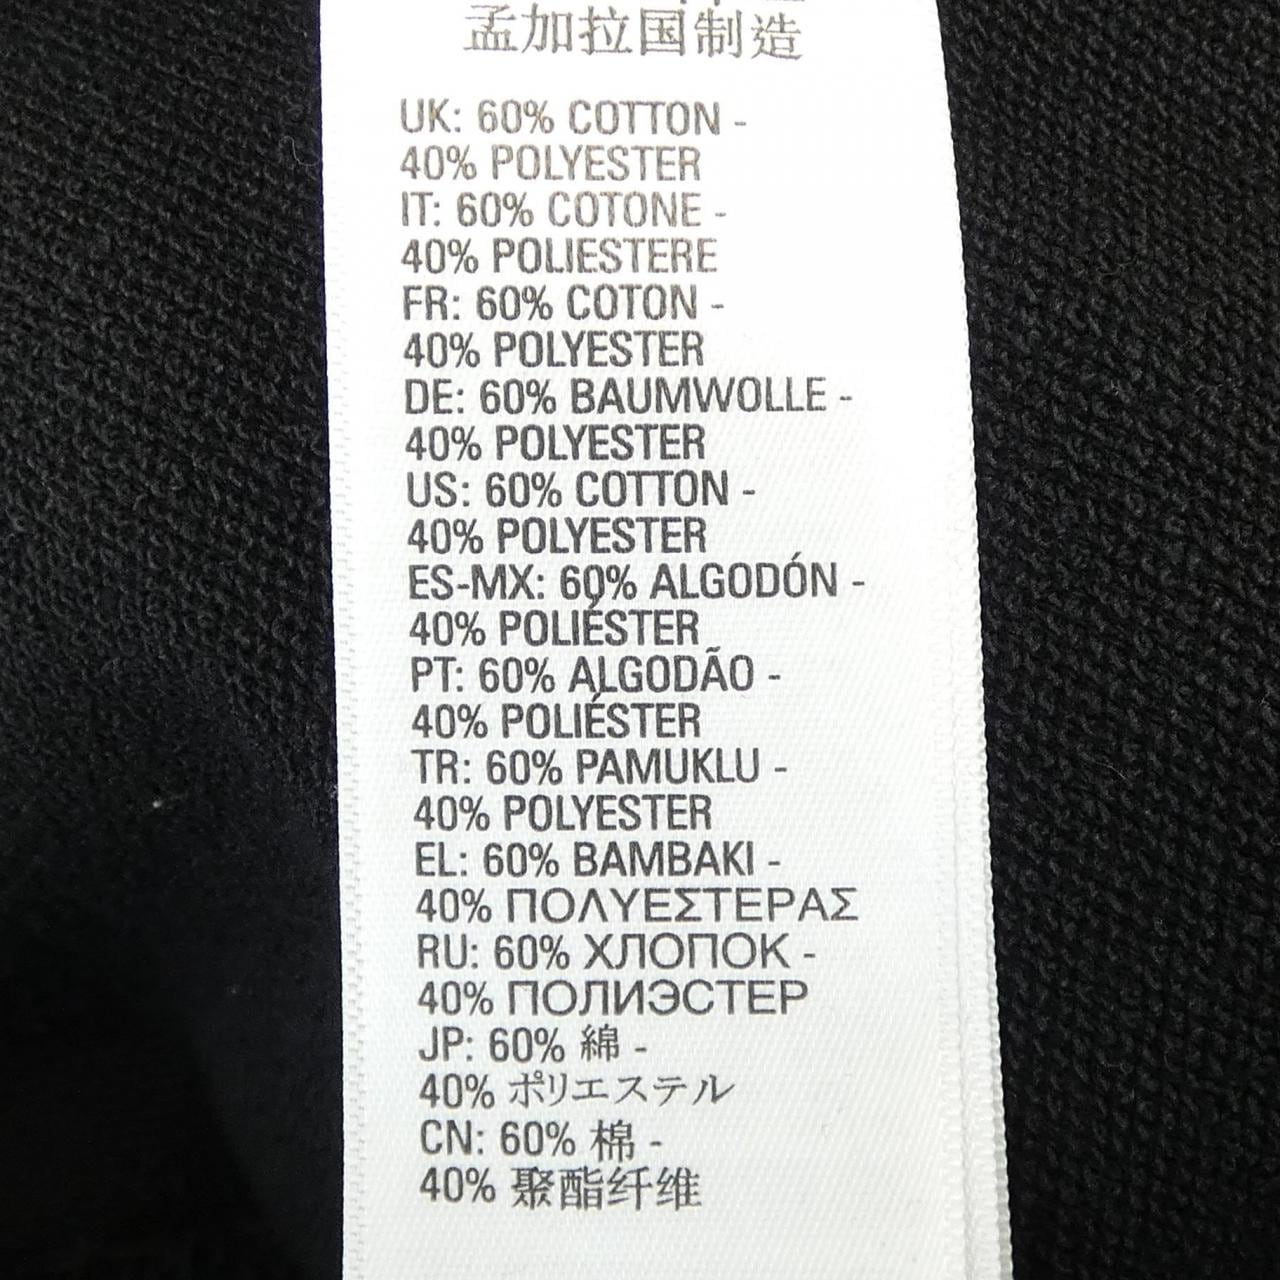 孟加拉国制造
UK: 60% COTTON -
40% POLYESTER
IT: 60% COTONE -
40% POLIESTERE
FR: 60% COTON -
40% POLYESTER
DE: 60% BAUMWOLLE -
40% POLYESTER
US: 60% COTTON -
40% POLYESTER
ES-MX: 60% ALGODÓN -
40% POLIÉSTER
PT: 60% ALGODÃO -
40% POLIÉSTER
TR: 60% PAMUKLU -
40% POLYESTER
EL: 60% BAMBAKI -
40% ΠΟΛΥΕΣΤΕΡΑΣ
RU: 60% ХЛОПОК -
40% ПОЛИЭСТЕР
JP: 60% 綿 -
40% ポリエステル
CN: 60% 棉 -
40% 聚酯纤维